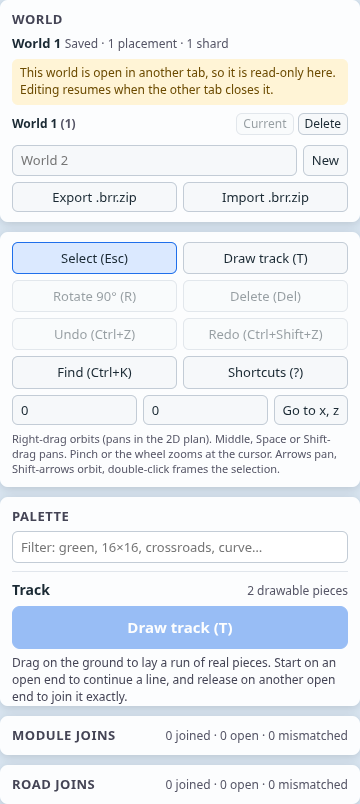 WORLD
World 1 Saved · 1 placement · 1 shard
This world is open in another tab, so it is read-only here.
Editing resumes when the other tab closes it.
World 1 (1) Current Delete
World 2 New
Export .brr.zip Import .brr.zip
Select (Esc) Draw track (T)
Rotate 90° (R) Delete (Del)
Undo (Ctrl+Z) Redo (Ctrl+Shift+Z)
Find (Ctrl+K) Shortcuts (?)
0 0 Go to x, z
Right-drag orbits (pans in the 2D plan). Middle, Space or Shift-
drag pans. Pinch or the wheel zooms at the cursor. Arrows pan,
Shift-arrows orbit, double-click frames the selection.
PALETTE
Filter: green, 16×16, crossroads, curve...
Track 2 drawable pieces
Draw track (T)
Drag on the ground to lay a run of real pieces. Start on an
open end to continue a line, and release on another open
end to join it exactly.
MODULE JOINS 0 joined · 0 open · 0 mismatched
ROAD JOINS 0 joined · 0 open · 0 mismatched